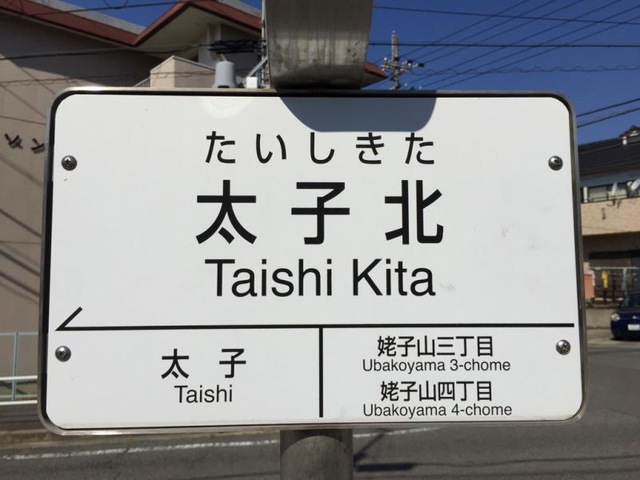 たいしきた
太子北
Taishi Kita
太子
Taishi
姥子山三丁目
Ubakoyama 3-chome
姥子山四丁目
Ubakoyama 4-chome